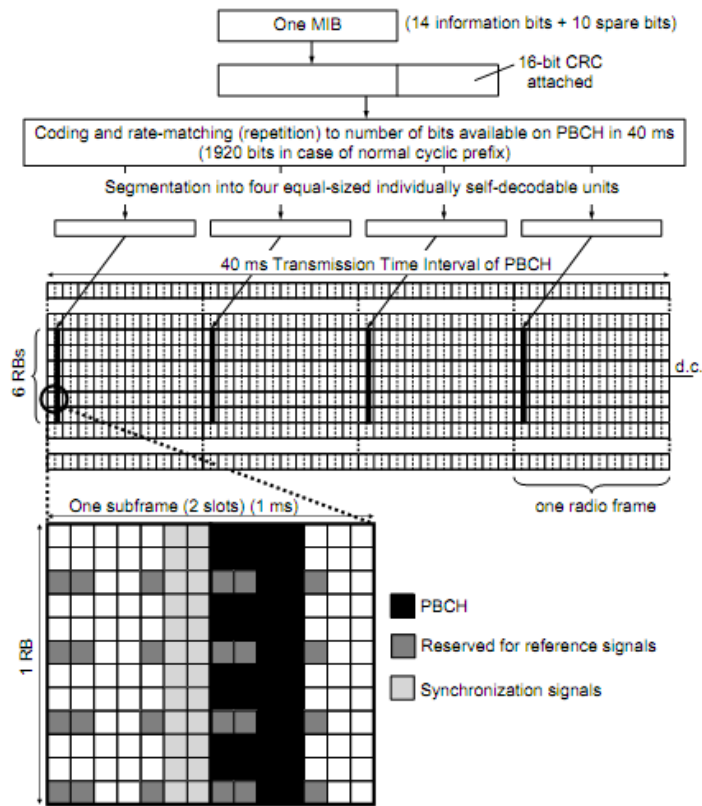 One MIB
(14 information bits + 10 spare bits)
16-bit CRC
attached
Coding and rate-matching (repetition) to number of bits available on PBCH in 40 ms
(1920 bits in case of normal cyclic prefix)
Segmentation into four equal-sized individually self-decodable units
40 ms Transmission Time Interval of PBCH
6 RBs
d.c.
one radio frame
One subframe (2 slots) (1 ms)
1 RB
PBCH
Reserved for reference signals
Synchronization signals